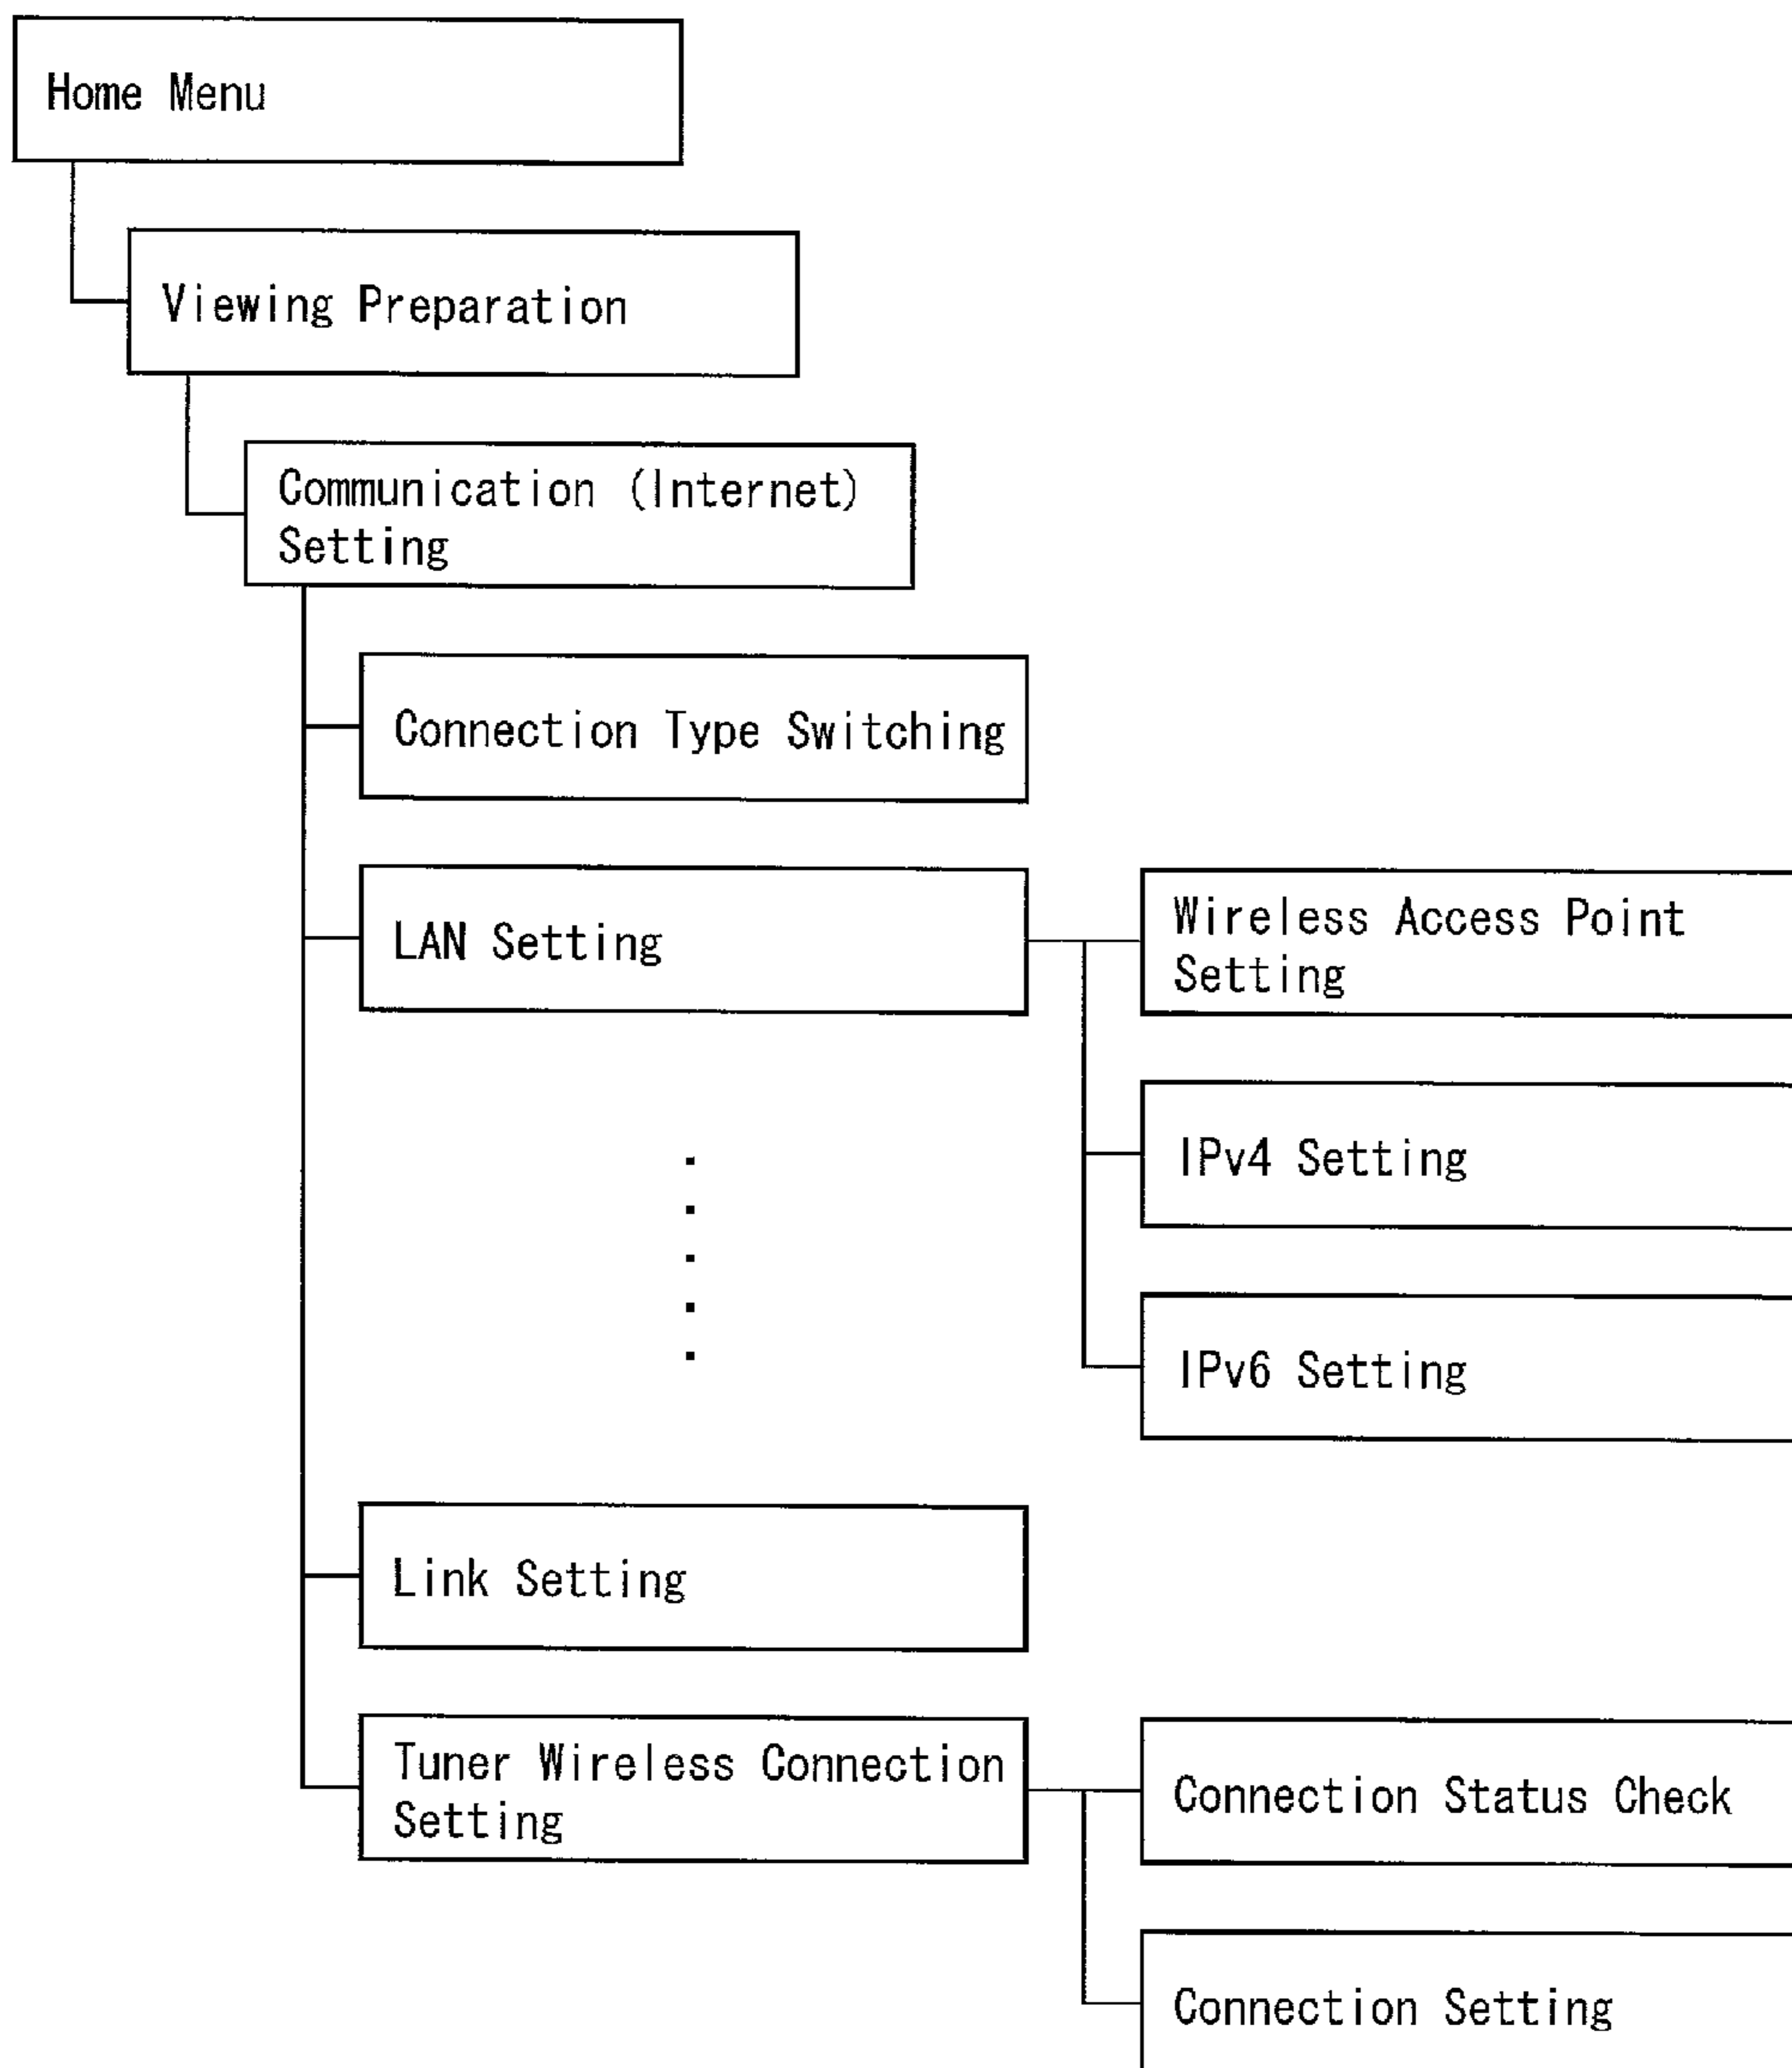 Home Menu
Viewing Preparation
Communication (Internet)
Setting
Connection Type Switching
LAN Setting
Wireless Access Point
Setting
IPv4 Setting
IPv6 Setting
Link Setting
Tuner Wireless Connection
Setting
Connection Status Check
Connection Setting